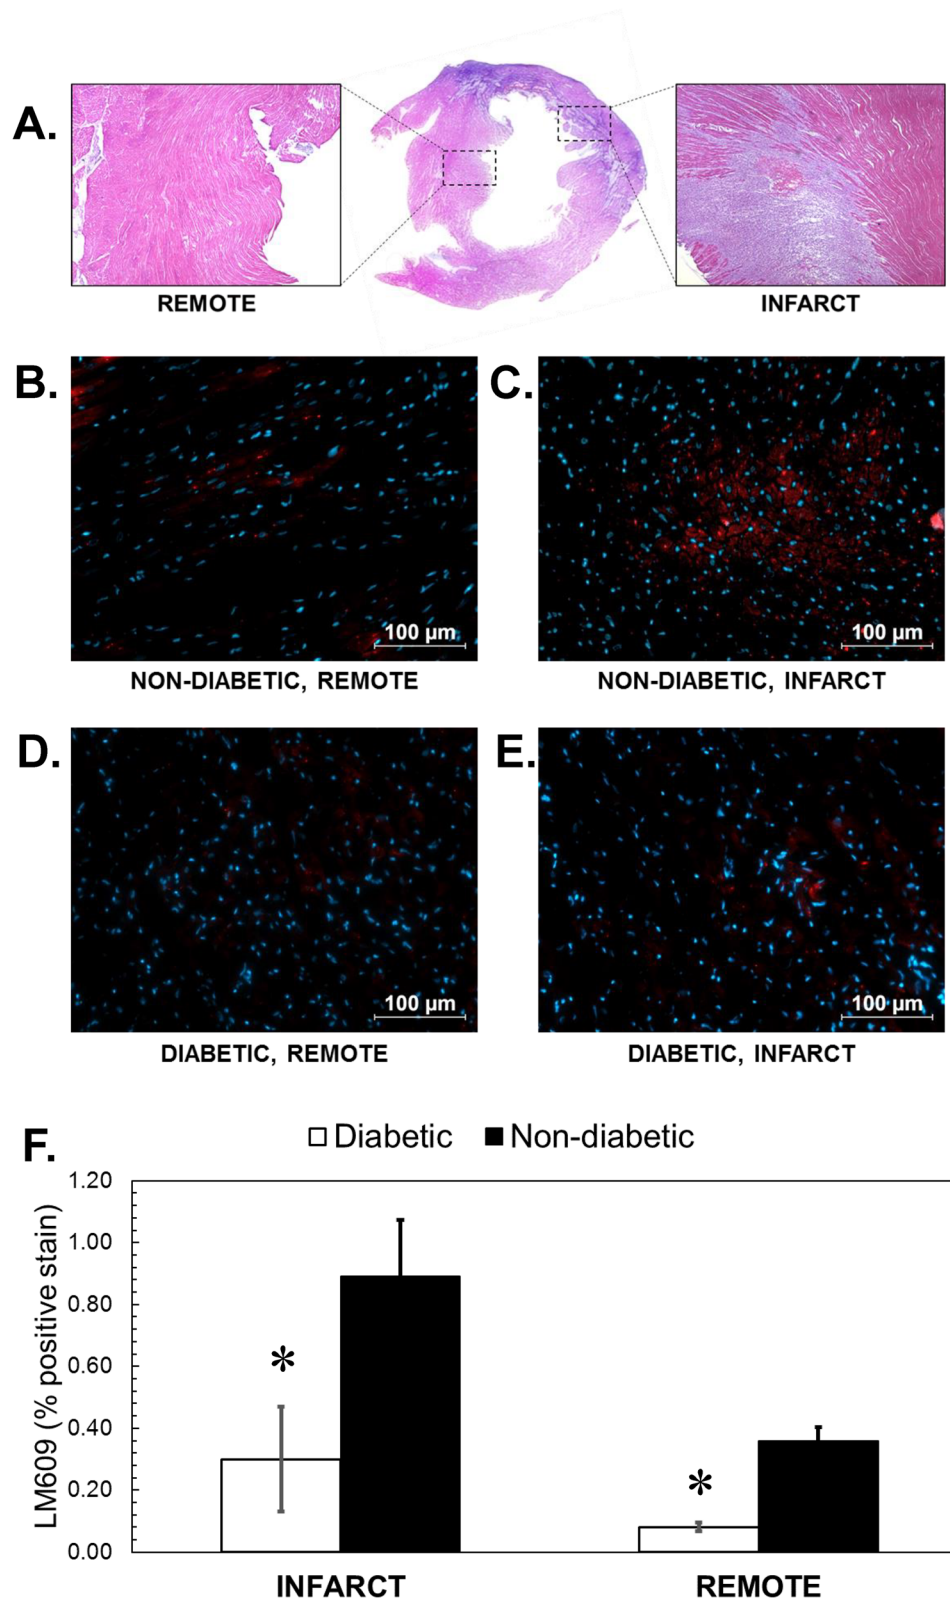 A.
REMOTE
INFARCT
B.
C.
100 µm
100 µm
NON-DIABETIC, REMOTE
NON-DIABETIC, INFARCT
D.
E.
100 µm
100 µm
DIABETIC, REMOTE
DIABETIC, INFARCT
F.
Diabetic
Non-diabetic
LM609 (% positive stain)
1.20
1.00
0.80
0.60
0.40
0.20
0.00
*
*
INFARCT
REMOTE